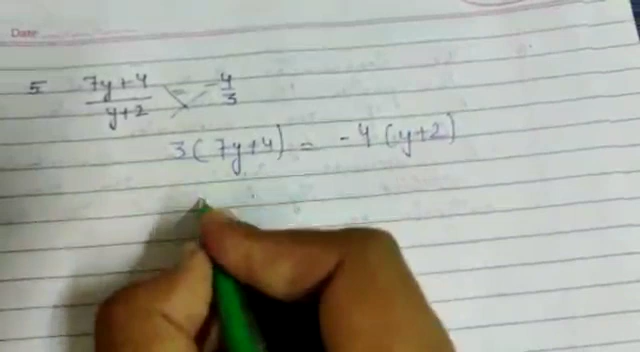 Date
5 (7y+4)/(y+2) = -4/3
3(7y+4) = -4(y+2)